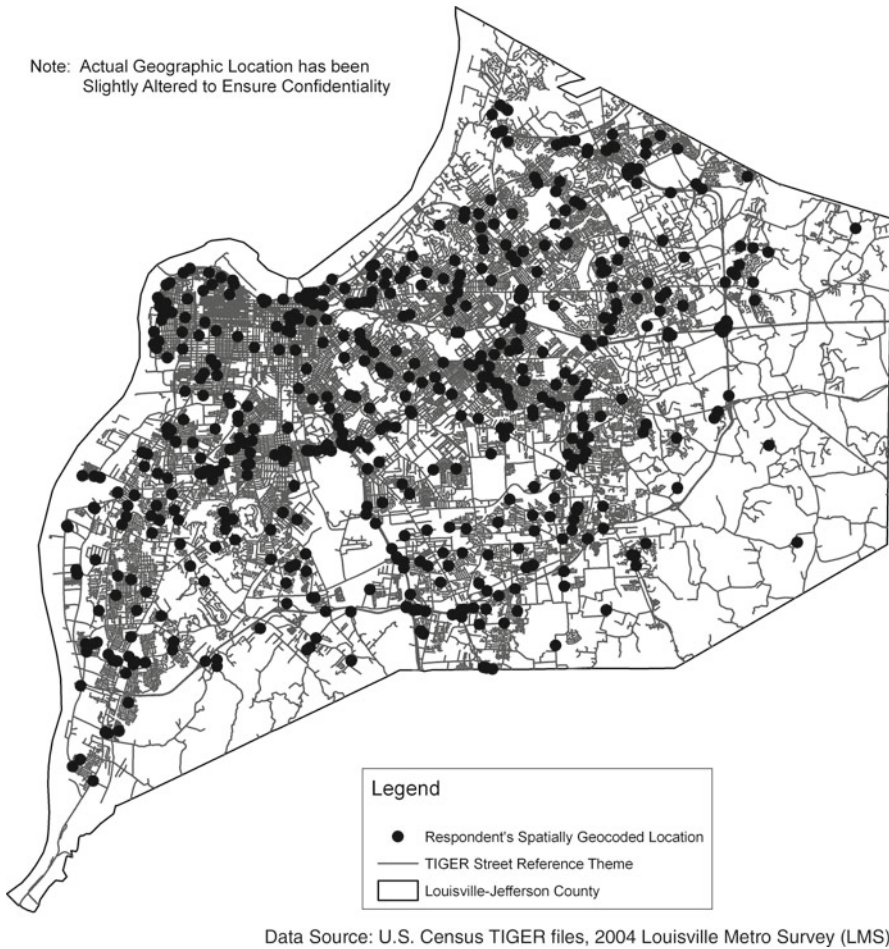 Note: Actual Geographic Location has been
Slightly Altered to Ensure Confidentiality
Legend
Respondent's Spatially Geocoded Location
TIGER Street Reference Theme
Louisville-Jefferson County
Data Source: U.S. Census TIGER files, 2004 Louisville Metro Survey (LMS)